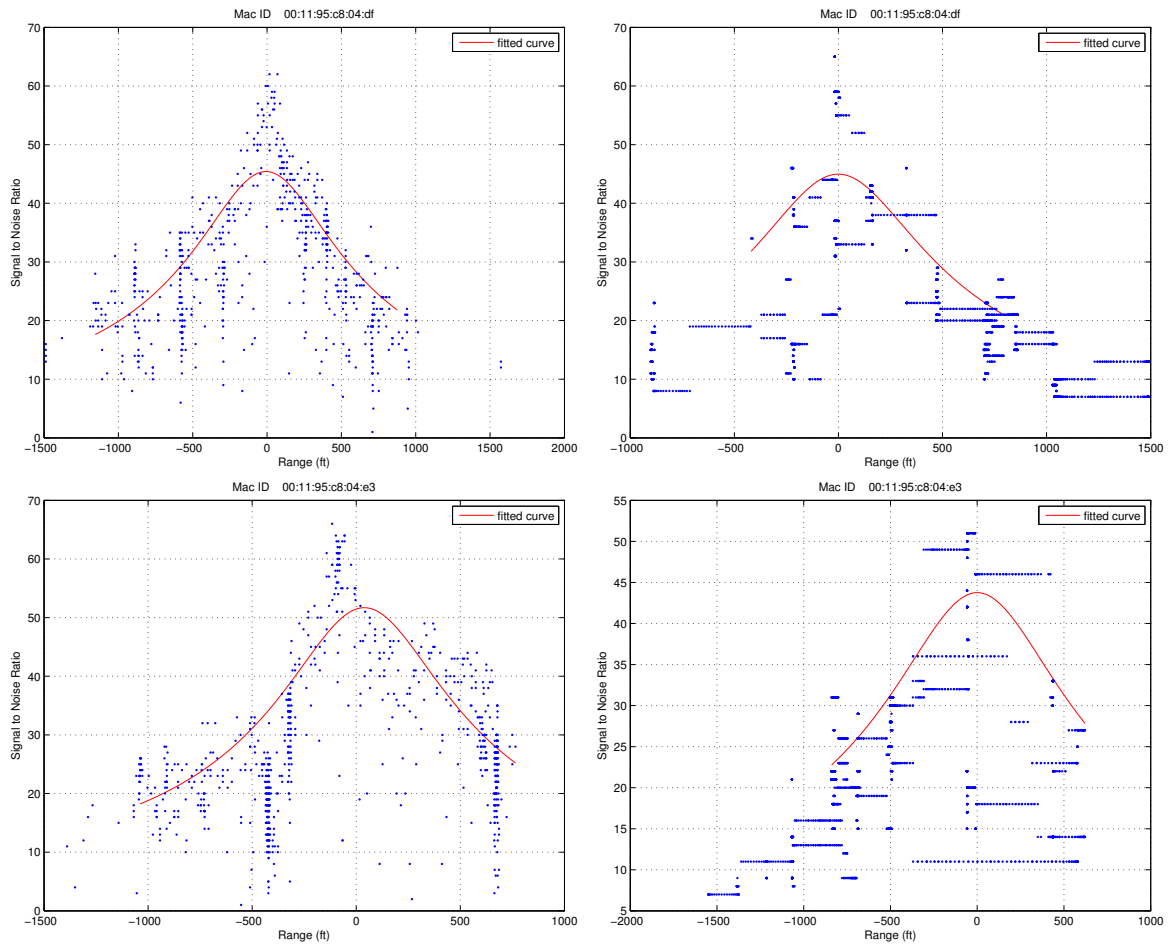 Mac ID 00:11:95:c8:04:df
fitted curve
Signal to Noise Ratio
70
60
50
40
30
20
10
0
−1500 −1000 −500 0 500 1000 1500 2000
Range (ft)
Mac ID 00:11:95:c8:04:df
fitted curve
Signal to Noise Ratio
70
60
50
40
30
20
10
0
−1000 −500 0 500 1000 1500
Range (ft)
Mac ID 00:11:95:c8:04:e3
fitted curve
Signal to Noise Ratio
70
60
50
40
30
20
10
0
−1500 −1000 −500 0 500 1000
Range (ft)
Mac ID 00:11:95:c8:04:e3
fitted curve
Signal to Noise Ratio
55
50
45
40
35
30
25
20
15
10
5
−2000 −1500 −1000 −500 0 500 1000
Range (ft)